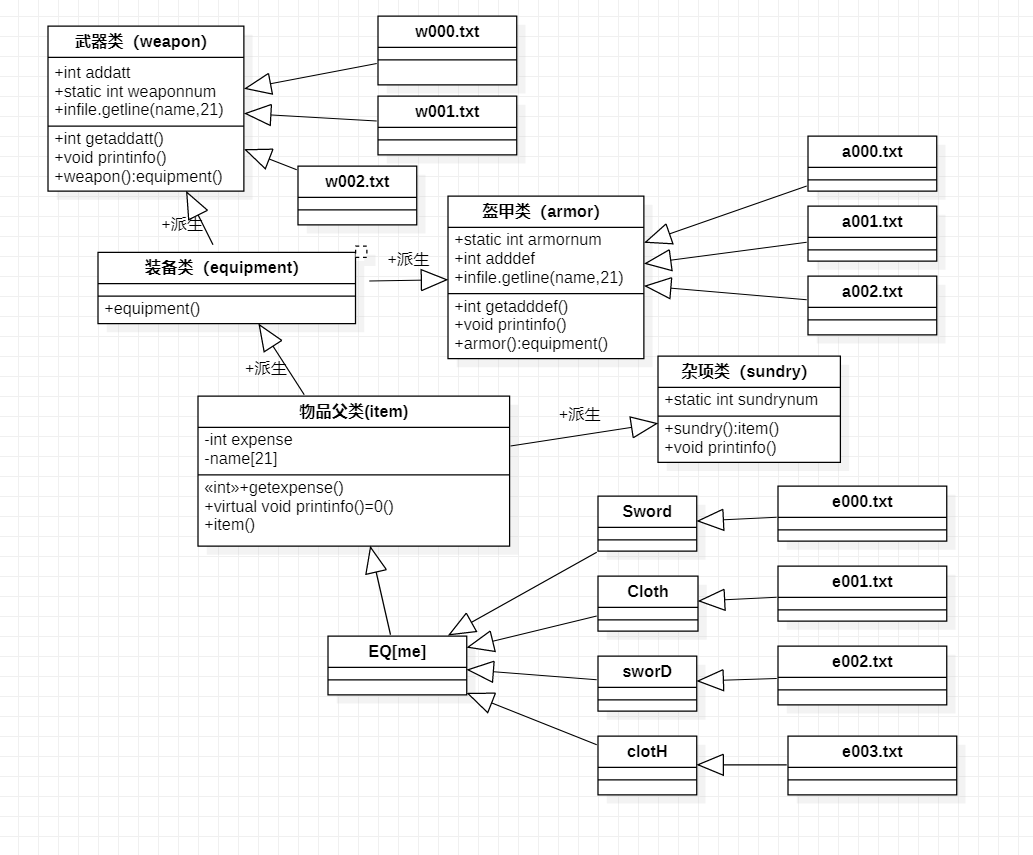 武器类（weapon）
+int addatt
+static int weaponnum
+infile.getline(name,21)
+int getaddatt()
+void printinfo()
+weapon():equipment()
w000.txt
w001.txt
w002.txt
+派生
装备类（equipment)
+equipment()
+派生
盔甲类（armor)
+static int armornum
+int adddef
+infile.getline(name,21)
+int getadddef()
+void printinfo()
+armor():equipment()
a000.txt
a001.txt
a002.txt
+派生
物品父类(item)
-int expense
-name[21]
«int»+getexpense()
+virtual void printinfo()=0()
+item()
+派生
杂项类（sundry）
+static int sundrynum
+sundry():item()
+void printinfo()
EQ[me]
Sword
Cloth
sworD
clotH
e000.txt
e001.txt
e002.txt
e003.txt